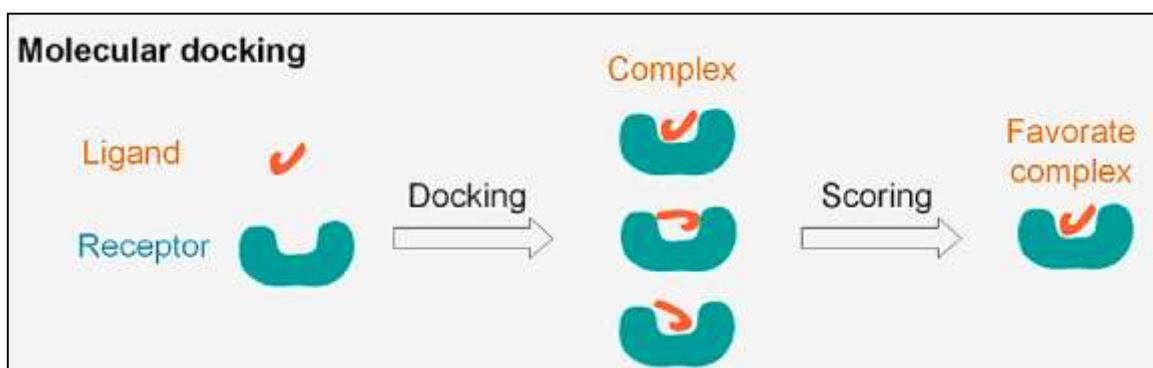 Molecular docking
Complex
Ligand
Favorate
complex
Docking
Scoring
Receptor